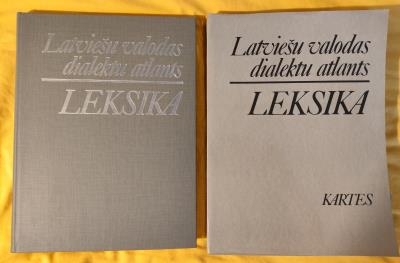 Latviešu valodas
dialektu atlants
LEKSIKA
Latviešu valodas
dialektu atlants
LEKSIKA
KARTES